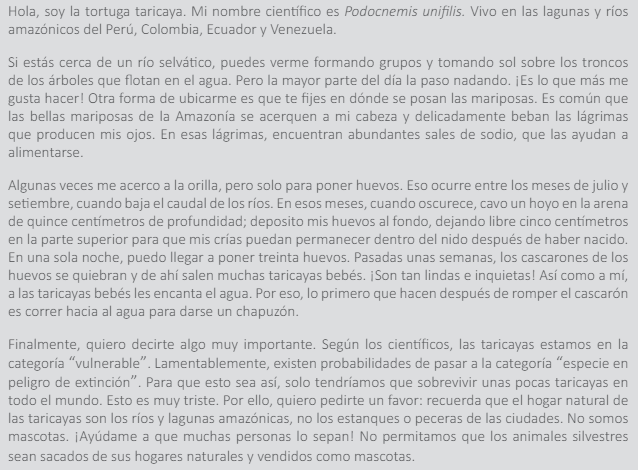 Hola, soy la tortuga taricaya. Mi nombre científico es Podocnemis unifilis. Vivo en las lagunas y ríos
amazónicos del Perú, Colombia, Ecuador y Venezuela.
Si estás cerca de un río selvático, puedes verme formando grupos y tomando sol sobre los troncos
de los árboles que flotan en el agua. Pero la mayor parte del día la paso nadando. ¡Es lo que más me
gusta hacer! Otra forma de ubicarme es que te fijes en dónde se posan las mariposas. Es común que
las bellas mariposas de la Amazonía se acerquen a mi cabeza y delicadamente beban las lágrimas
que producen mis ojos. En esas lágrimas, encuentran abundantes sales de sodio, que las ayudan a
alimentarse.
Algunas veces me acerco a la orilla, pero solo para poner huevos. Eso ocurre entre los meses de julio y
setiembre, cuando baja el caudal de los ríos. En esos meses, cuando oscurece, cavo un hoyo en la arena
de quince centímetros de profundidad; deposito mis huevos al fondo, dejando libre cinco centímetros
en la parte superior para que mis crías puedan permanecer dentro del nido después de haber nacido.
En una sola noche, puedo llegar a poner treinta huevos. Pasadas unas semanas, los cascarones de los
huevos se quiebran y de ahí salen muchas taricayas bebés. ¡Son tan lindas e inquietas! Así como a mí,
a las taricayas bebés les encanta el agua. Por eso, lo primero que hacen después de romper el cascarón
es correr hacia al agua para darse un chapuzón.
Finalmente, quiero decirte algo muy importante. Según los científicos, las taricayas estamos en la
categoría “vulnerable”. Lamentablemente, existen probabilidades de pasar a la categoría “especie en
peligro de extinción”. Para que esto sea así, solo tendríamos que sobrevivir unas pocas taricayas en
todo el mundo. Esto es muy triste. Por ello, quiero pedirte un favor: recuerda que el hogar natural de
las taricayas son los ríos y lagunas amazónicas, no los estanques o peceras de las ciudades. No somos
mascotas. ¡Ayúdame a que muchas personas lo sepan! No permitamos que los animales silvestres
sean sacados de sus hogares naturales y vendidos como mascotas.